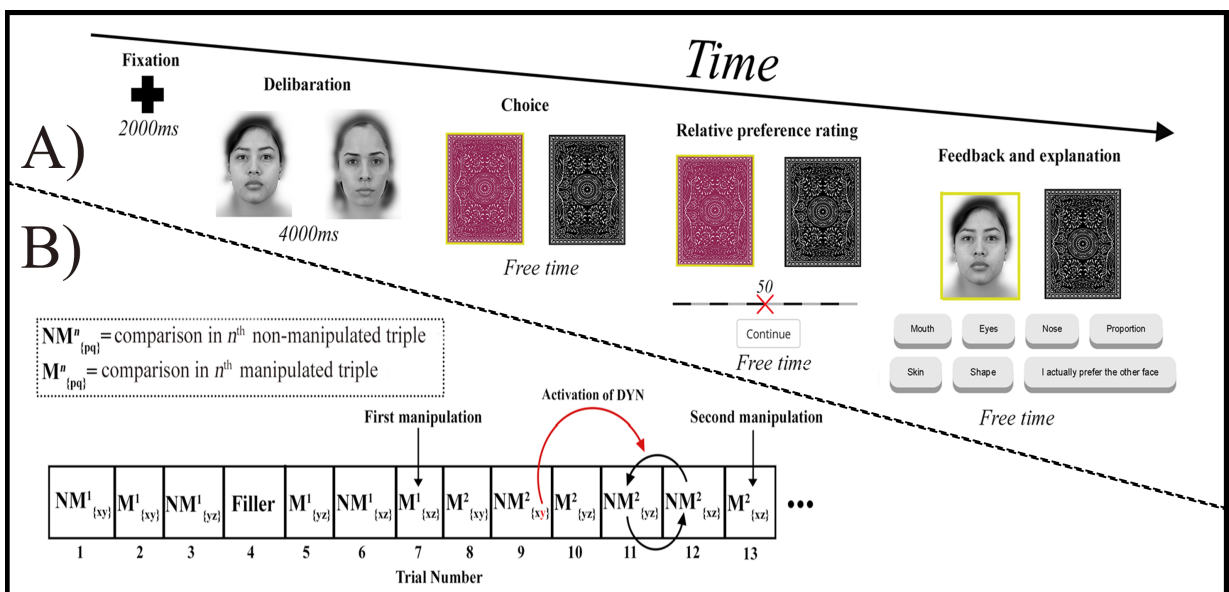 Time
A)
Fixation
2000ms
Delibaration
4000ms
Choice
Free time
Relative preference rating
50
Continue
Free time
Feedback and explanation
Mouth
Eyes
Nose
Proportion
Skin
Shape
I actually prefer the other face
Free time
B)
NMⁿ{pq}= comparison in nᵗʰ non-manipulated triple
Mⁿ{pq}= comparison in nᵗʰ manipulated triple
First manipulation
Activation of DYN
Second manipulation
NM¹{xy} M¹{xy} NM¹{yz} Filler M¹{yz} NM¹{xz} M¹{xz} M²{xy} NM²{xy} M²{yz} NM²{yz} NM²{xz} M²{xz} •••
1 2 3 4 5 6 7 8 9 10 11 12 13
Trial Number